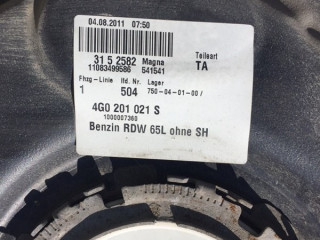 04.08.2011 07:50
31 5 2582 Magna Teileart
11083499586 541541 TA
Fhzg-Linie lfd. Nr. Lager
1 504 750-04-01-00/
4G0 201 021 S
1000007360
Benzin RDW 65L ohne SH